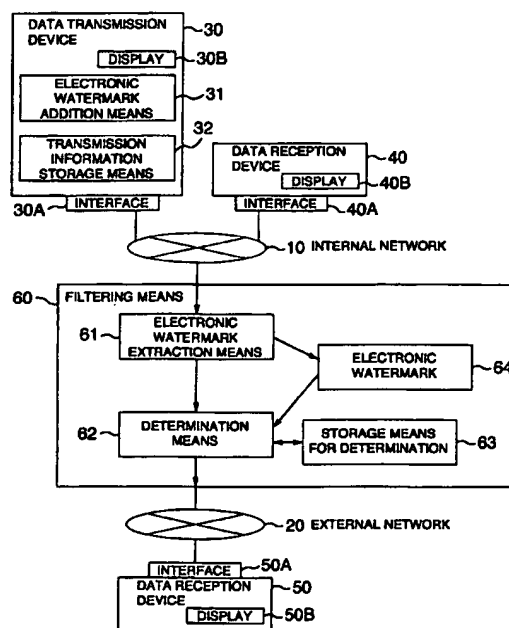 DATA TRANSMISSION
DEVICE
30
DISPLAY
30B
ELECTRONIC
WATERMARK
ADDITION MEANS
31
TRANSMISSION
INFORMATION
STORAGE MEANS
32
INTERFACE
30A
DATA RECEPTION
DEVICE
40
DISPLAY
40B
INTERFACE
40A
10 INTERNAL NETWORK
60
FILTERING MEANS
61
ELECTRONIC
WATERMARK
EXTRACTION MEANS
ELECTRONIC
WATERMARK
64
62
DETERMINATION
MEANS
STORAGE MEANS
FOR DETERMINATION
63
20 EXTERNAL NETWORK
INTERFACE
50A
DATA RECEPTION
DEVICE
50
DISPLAY
50B